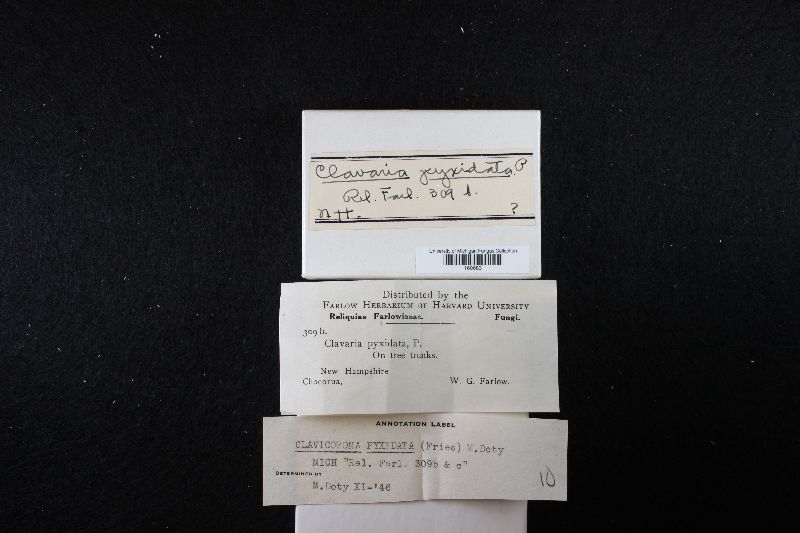 Clavaria pyxidata. P
Rel. Farl. 309 b.
N.H. ?
University of Michigan Fungus Collection
Distributed by the
FARLOW HERBARIUM OF HARVARD UNIVERSITY
Reliquiae Farlowianae. Fungi.
309 b.
Clavaria pyxidata, P.
On tree trunks.
New Hampshire
Chocorua, W. G. Farlow.
ANNOTATION LABEL
CLAVICORONA PYXIDATA (Fries) M.Doty
MICH "Rel. Farl. 309b & c"
DETERMINED BY
M.Doty XI-'46
10